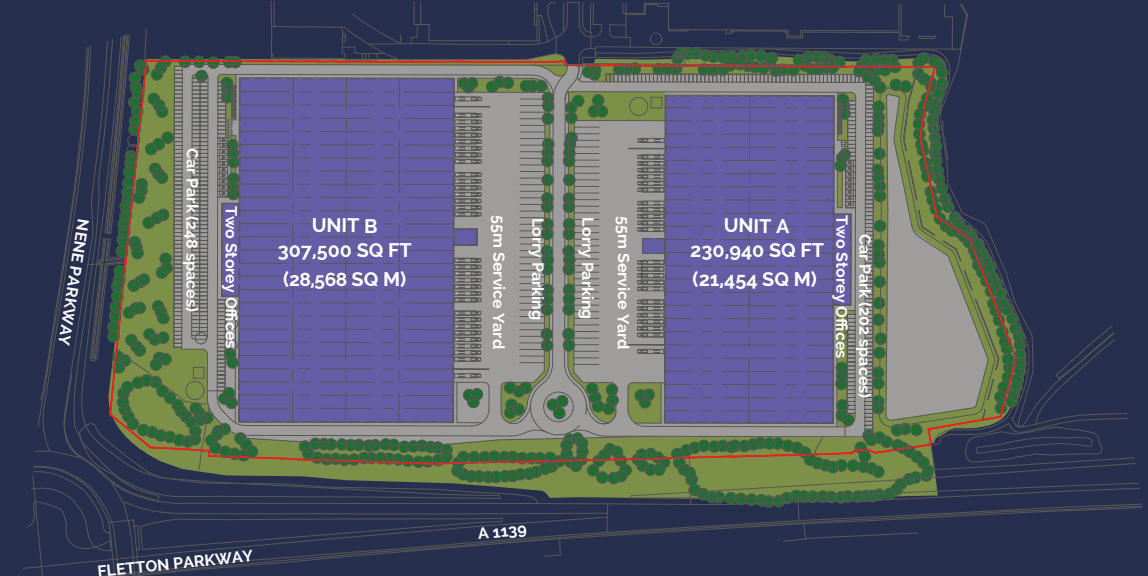 NENE PARKWAY
Car Park (248 spaces)
Two Storey Offices
UNIT B
307,500 SQ FT
(28,568 SQ M)
55m Service Yard
Lorry Parking
Lorry Parking
55m Service Yard
UNIT A
230,940 SQ FT
(21,454 SQ M)
Two Storey Offices
Car Park (202 spaces)
A 1139
FLETTON PARKWAY